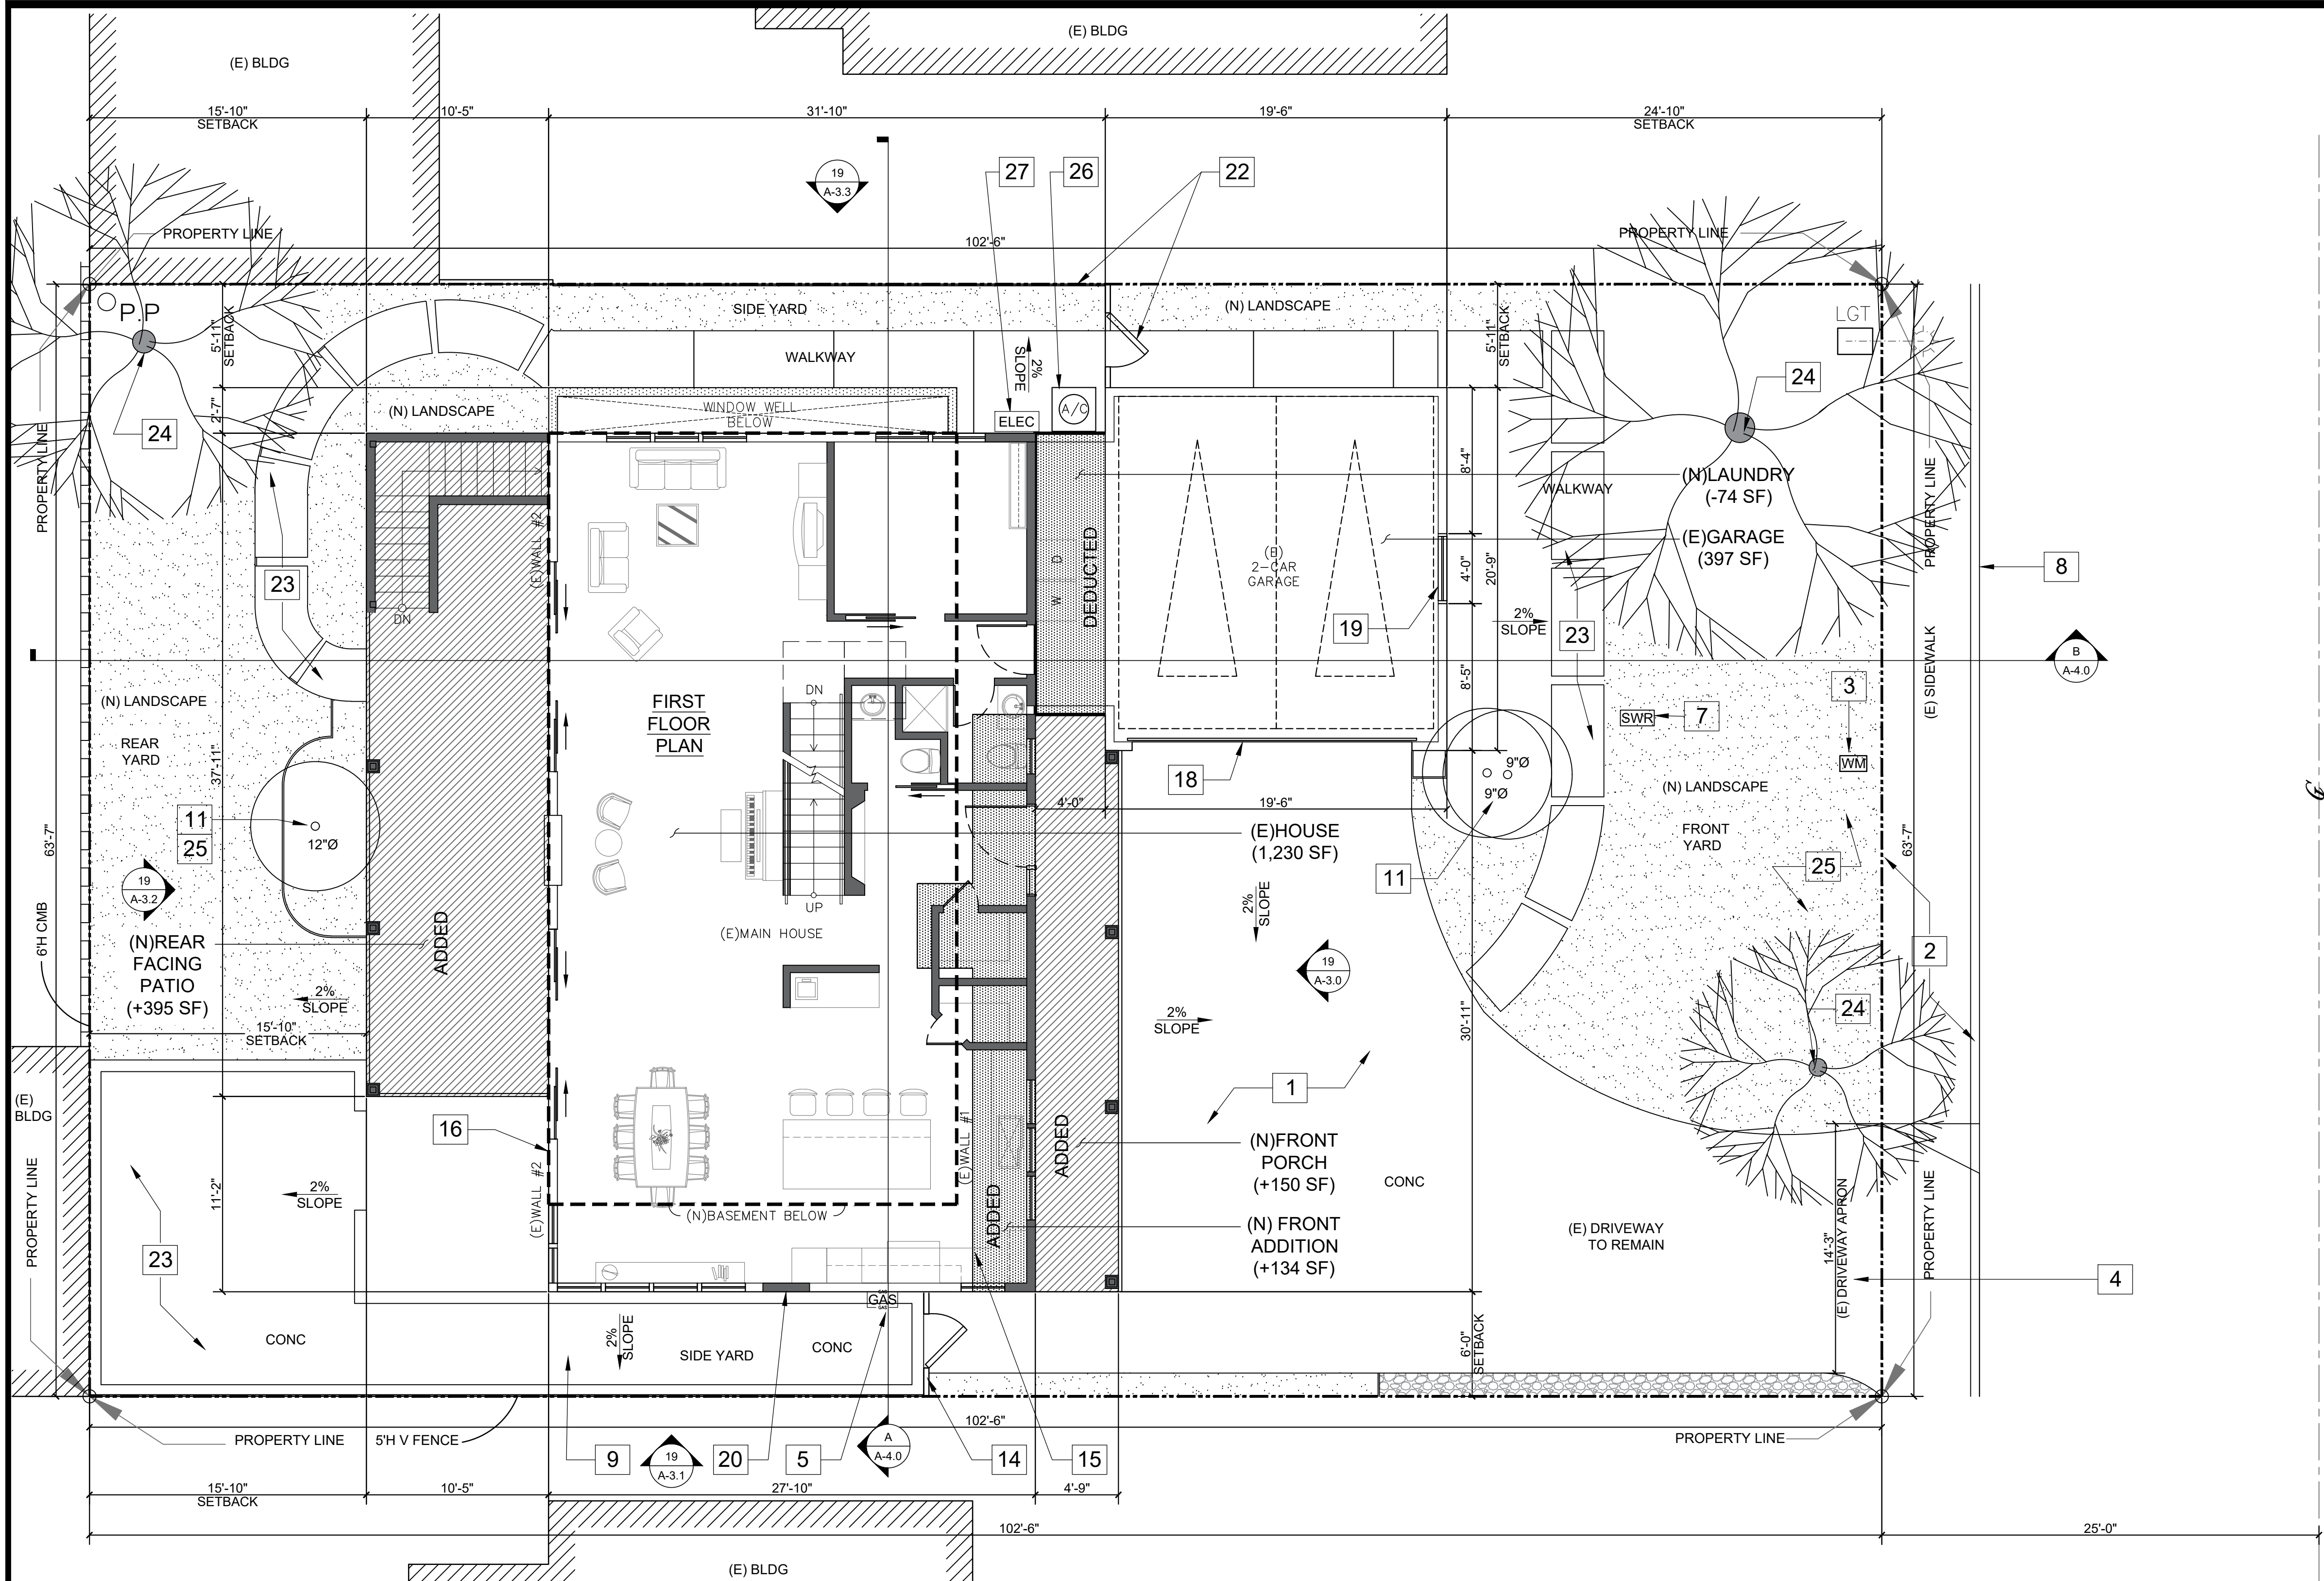 (E) BLDG
(E) BLDG
15'-10"
SETBACK
10'-5"
31'-10"
19'-6"
24'-10"
SETBACK
19
A-3.3
27
26
22
PROPERTY LINE
102'-6"
PROPERTY LINE
P.P
5'-11"
SETBACK
SIDE YARD
(N) LANDSCAPE
LGT
WALKWAY
2%
SLOPE
5'-11"
SETBACK
24
(N) LANDSCAPE
2'-7"
WINDOW WELL
BELOW
ELEC
A/C
24
PROPERTY LINE
8'-4"
WALKWAY
(N)LAUNDRY
(-74 SF)
PROPERTY LINE
(E)WALL #2
DEDUCTED
W
D
(E)
2-CAR
GARAGE
4'-0"
20'-9"
(E)GARAGE
(397 SF)
8
23
DN
19
2%
SLOPE
23
B
A-4.0
8'-5"
(E) SIDEWALK
(N) LANDSCAPE
FIRST
FLOOR
PLAN
DN
3
SWR
7
REAR
YARD
37'-11"
18
WM
9"Ø
9"Ø
(N) LANDSCAPE
11
25
12"Ø
4'-0"
19'-6"
FRONT
YARD
63'-7"
(E)HOUSE
(1,230 SF)
63'-7"
11
25
19
A-3.2
UP
2%
SLOPE
6'H CMB
(N)REAR
FACING
PATIO
(+395 SF)
ADDED
(E)MAIN HOUSE
2
19
A-3.0
2%
SLOPE
15'-10"
SETBACK
2%
SLOPE
30'-11"
24
(E)
BLDG
1
16
(E)WALL #1
ADDED
(N)FRONT
PORCH
(+150 SF)
CONC
PROPERTY LINE
11'-2"
2%
SLOPE
(E)WALL #2
(N)BASEMENT BELOW
ADDED
(N) FRONT
ADDITION
(+134 SF)
(E) DRIVEWAY
TO REMAIN
14'-3"
(E) DRIVEWAY APRON
PROPERTY LINE
23
4
GAS
CONC
2%
SLOPE
SIDE YARD
CONC
6'-0"
SETBACK
102'-6"
PROPERTY LINE
5'H V FENCE
PROPERTY LINE
9
19
A-3.1
20
5
A
A-4.0
14
15
15'-10"
SETBACK
10'-5"
27'-10"
4'-9"
102'-6"
25'-0"
(E) BLDG